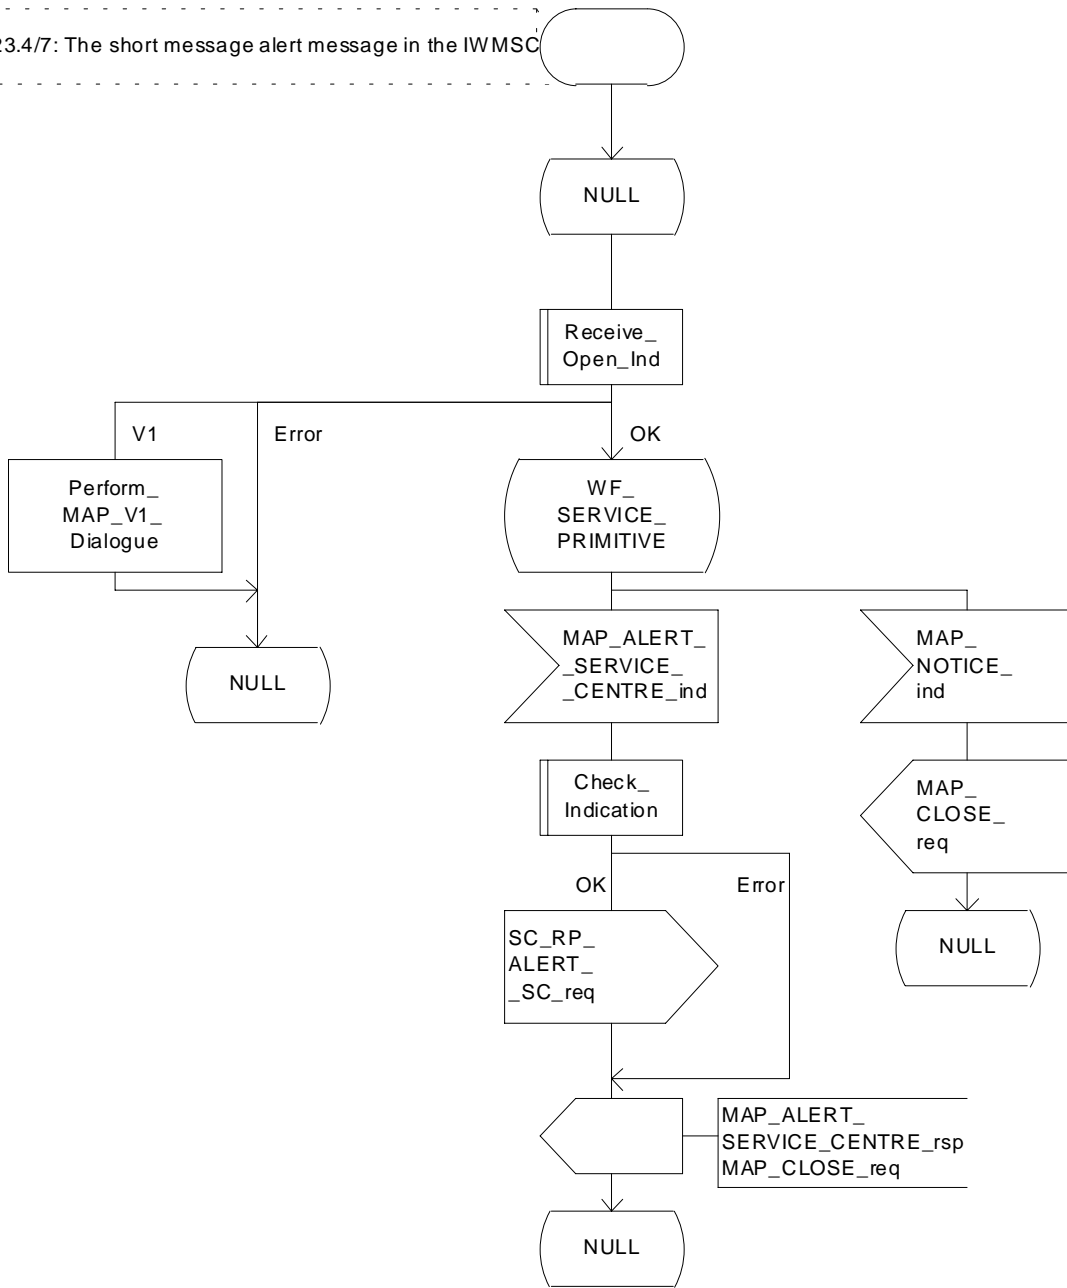 23.4/7: The short message alert message in the IWMSC
NULL
Receive_
Open_Ind
V1
Error
OK
Perform_
MAP_V1_
Dialogue
WF_
SERVICE_
PRIMITIVE
NULL
MAP_ALERT_
_SERVICE_
_CENTRE_ind
MAP_
NOTICE_
ind
Check_
Indication
MAP_
CLOSE_
req
OK
Error
SC_RP_
ALERT_
_SC_req
NULL
MAP_ALERT_
SERVICE_CENTRE_rsp
MAP_CLOSE_req
NULL